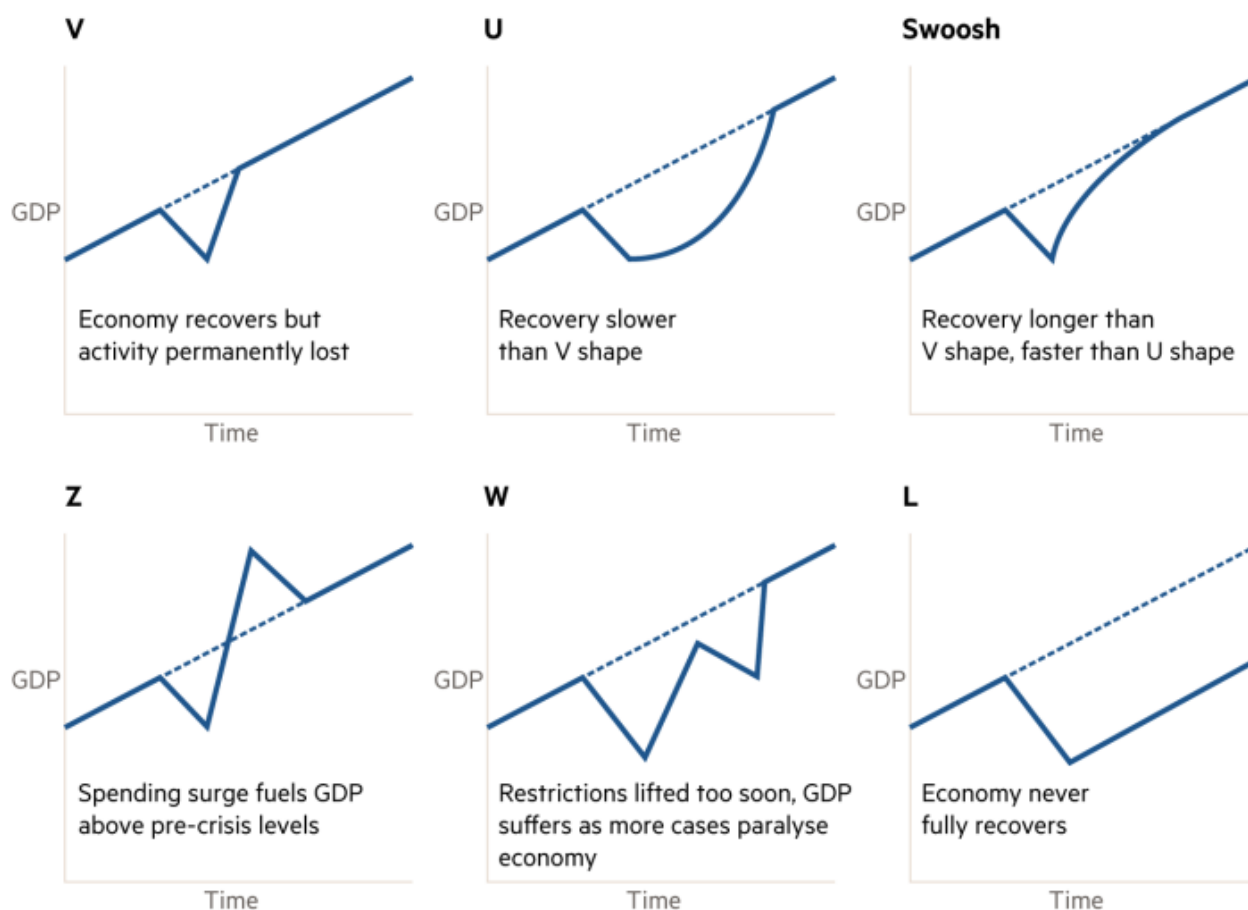 V
GDP
Economy recovers but
activity permanently lost
Time
U
GDP
Recovery slower
than V shape
Time
Swoosh
GDP
Recovery longer than
V shape, faster than U shape
Time
Z
GDP
Spending surge fuels GDP
above pre-crisis levels
Time
W
GDP
Restrictions lifted too soon, GDP
suffers as more cases paralyse
economy
Time
L
GDP
Economy never
fully recovers
Time